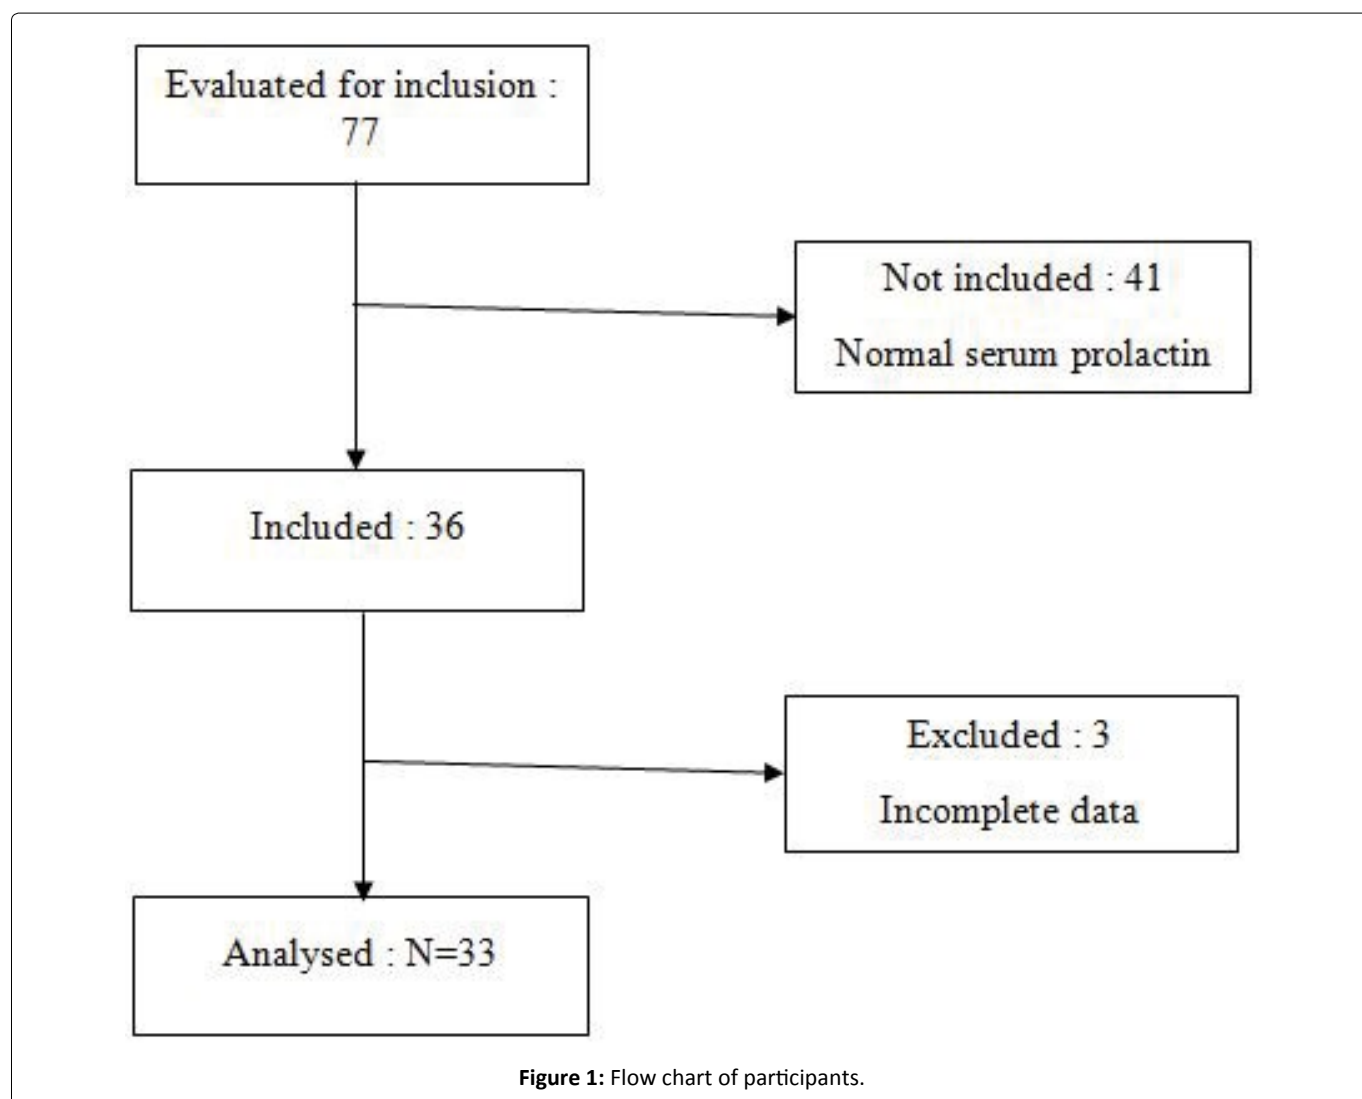 Evaluated for inclusion :
77
Not included : 41
Normal serum prolactin
Included : 36
Excluded : 3
Incomplete data
Analysed : N=33
Figure 1: Flow chart of participants.